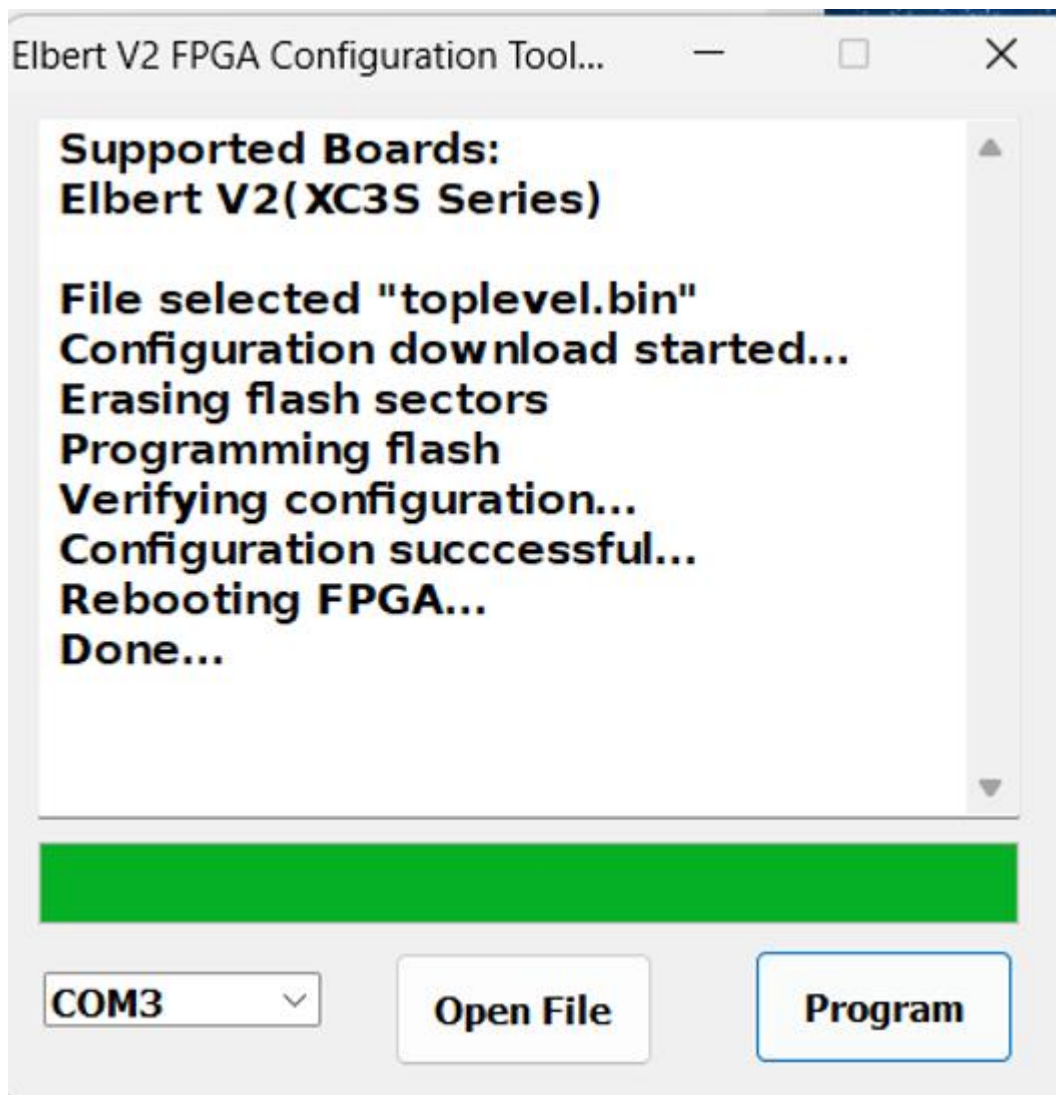 Elbert V2 FPGA Configuration Tool...
Supported Boards:
Elbert V2(XC3S Series)
File selected "toplevel.bin"
Configuration download started...
Erasing flash sectors
Programming flash
Verifying configuration...
Configuration succcessful...
Rebooting FPGA...
Done...
COM3
Open File
Program